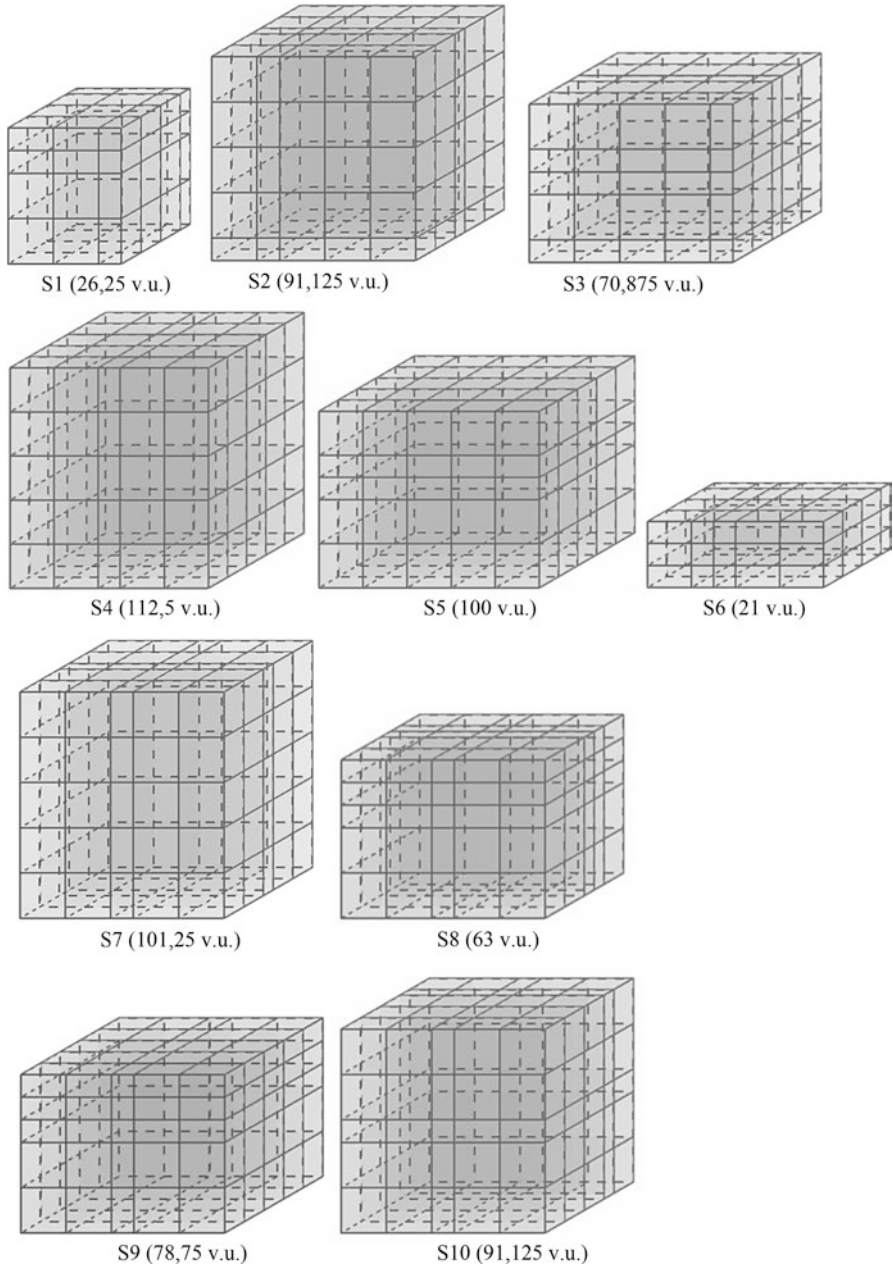 S1 (26,25 v.u.)
S2 (91,125 v.u.)
S3 (70,875 v.u.)
S4 (112,5 v.u.)
S5 (100 v.u.)
S6 (21 v.u.)
S7 (101,25 v.u.)
S8 (63 v.u.)
S9 (78,75 v.u.)
S10 (91,125 v.u.)